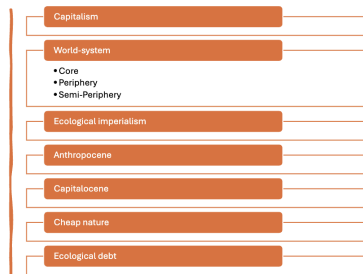 Capitalism
World-system
• Core
• Periphery
• Semi-Periphery
Ecological imperialism
Anthropocene
Capitalocene
Cheap nature
Ecological debt